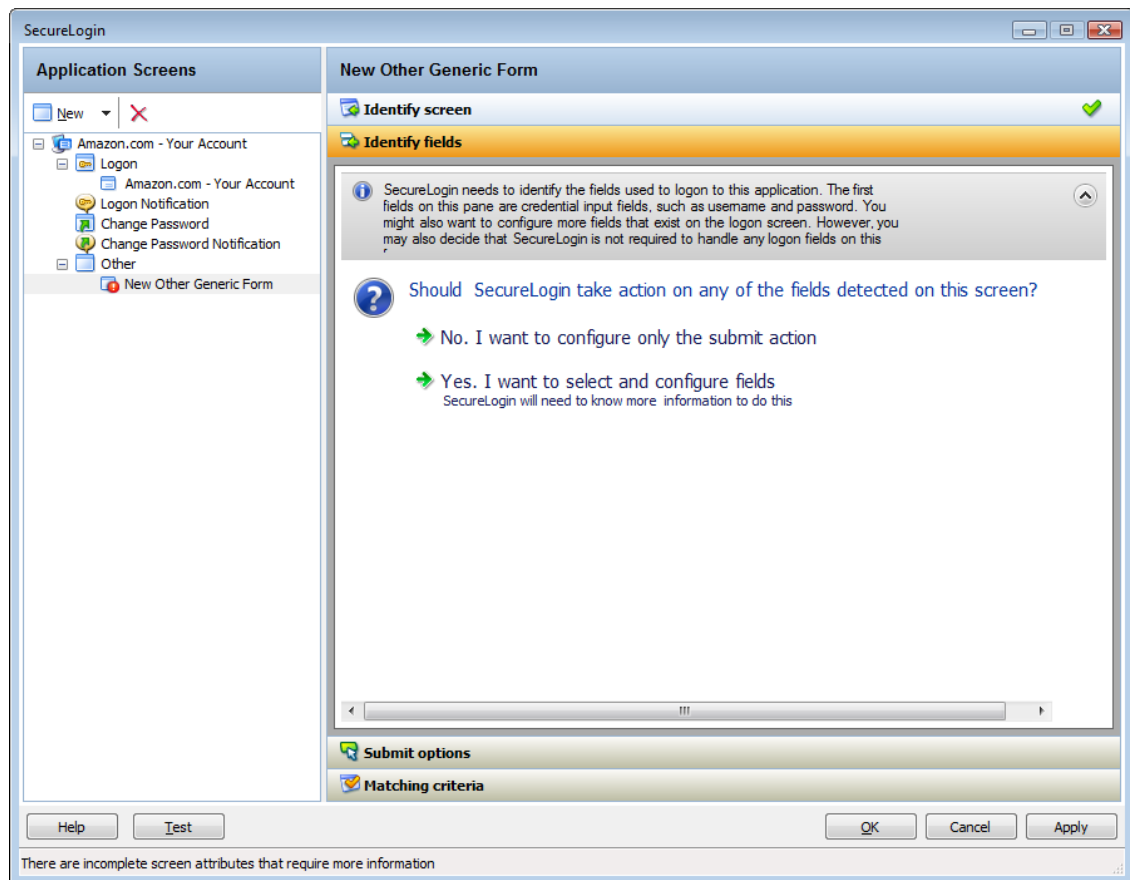 SecureLogin
Application Screens
New
Amazon.com - Your Account
Logon
Amazon.com - Your Account
Logon Notification
Change Password
Change Password Notification
Other
New Other Generic Form
New Other Generic Form
Identify screen
Identify fields
SecureLogin needs to identify the fields used to logon to this application. The first
fields on this pane are credential input fields, such as username and password. You
might also want to configure more fields that exist on the logon screen. However, you
may also decide that SecureLogin is not required to handle any logon fields on this
Should SecureLogin take action on any of the fields detected on this screen?
No. I want to configure only the submit action
Yes. I want to select and configure fields
SecureLogin will need to know more information to do this
Submit options
Matching criteria
Help
Test
OK
Cancel
Apply
There are incomplete screen attributes that require more information